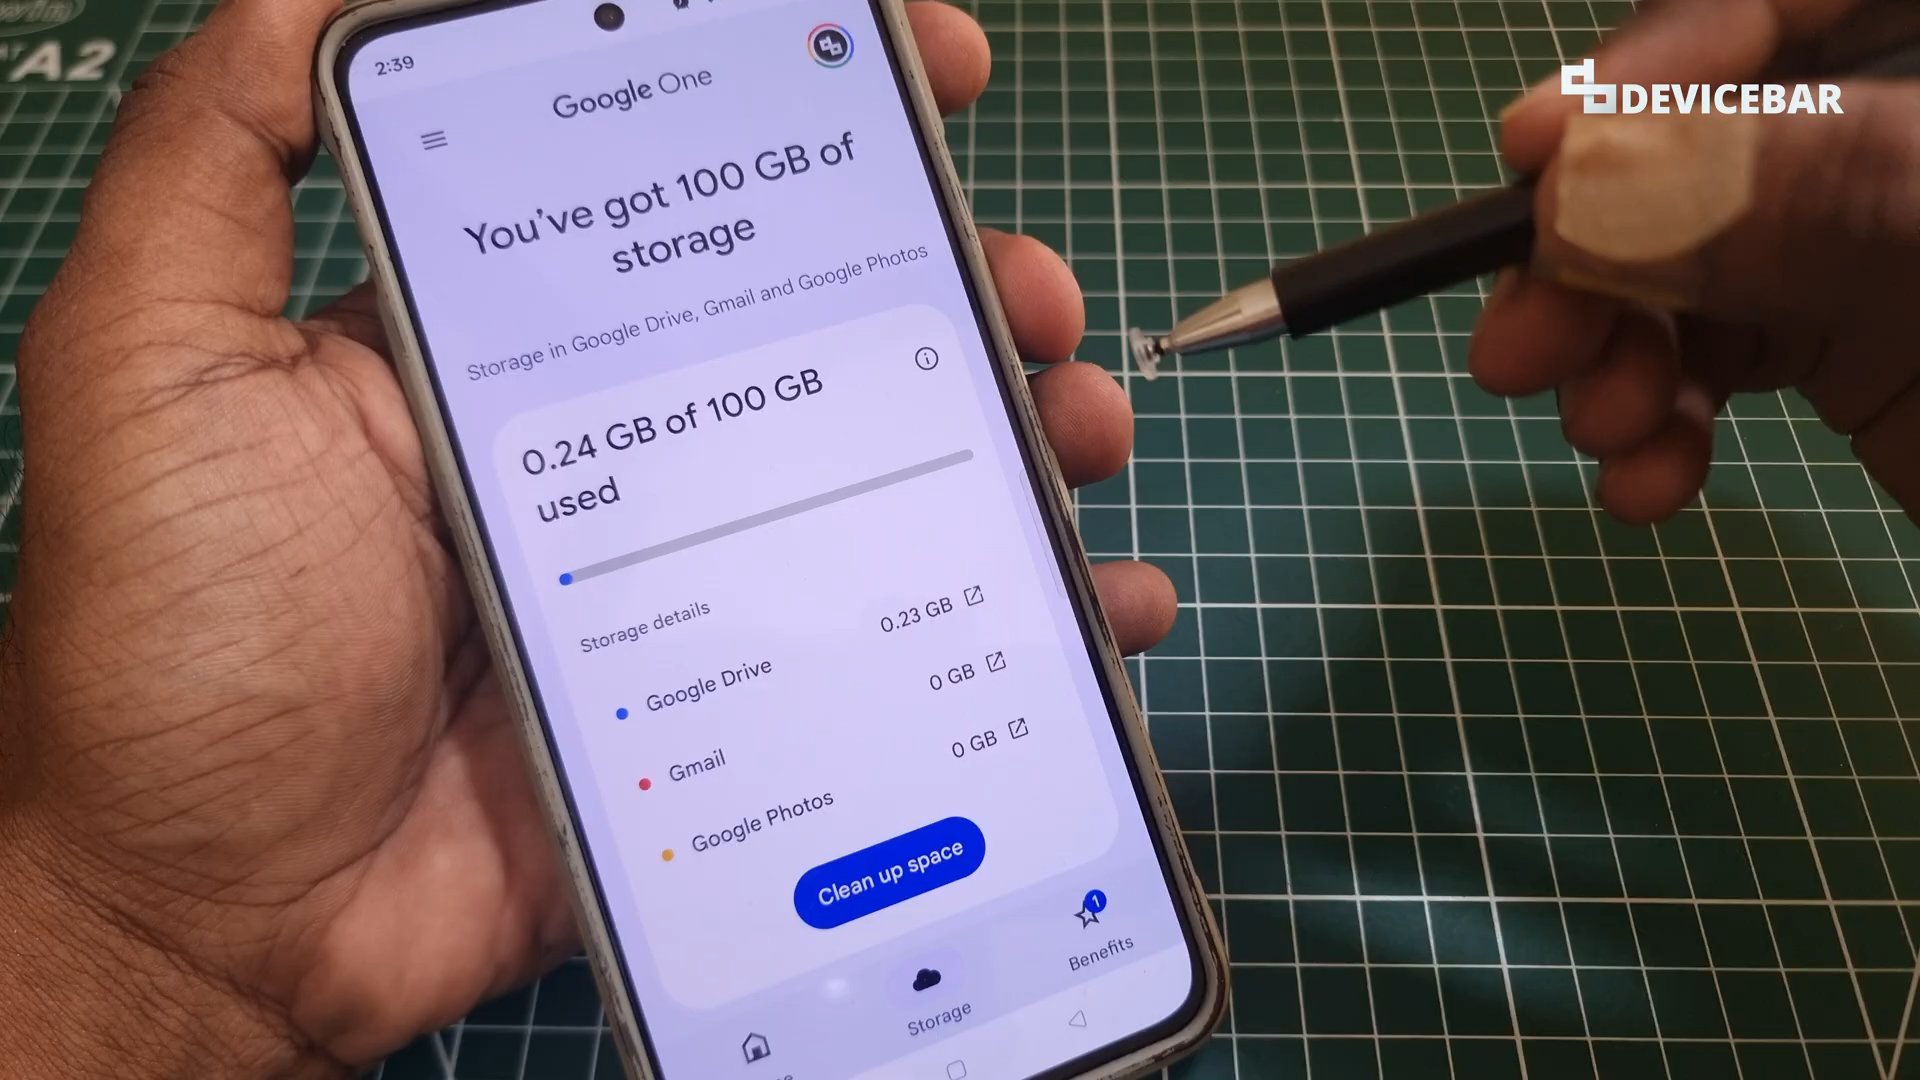 A2
DEVICEBAR
2:39
Google One
You've got 100 GB of
storage
Storage in Google Drive, Gmail and Google Photos
0.24 GB of 100 GB
used
Storage details
Google Drive 0.23 GB
Gmail 0 GB
Google Photos 0 GB
Clean up space
Storage
1
Benefits